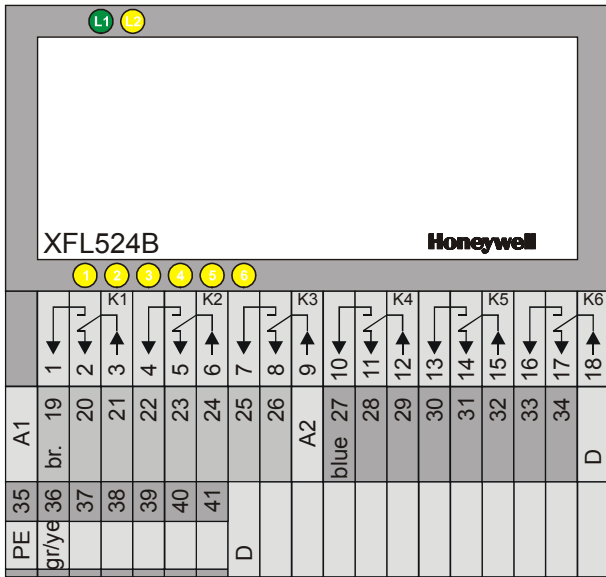 L1 L2
XFL524B Honeywell
1 2 3 4 5 6
K1 K2 K3 K4 K5 K6
1 2 3 4 5 6 7 8 9 10 11 12 13 14 15 16 17 18
A1 br. 19 20 21 22 23 24 25 26 A2 blue 27 28 29 30 31 32 33 34 D
35 36 37 38 39 40 41
PE gr/ye D